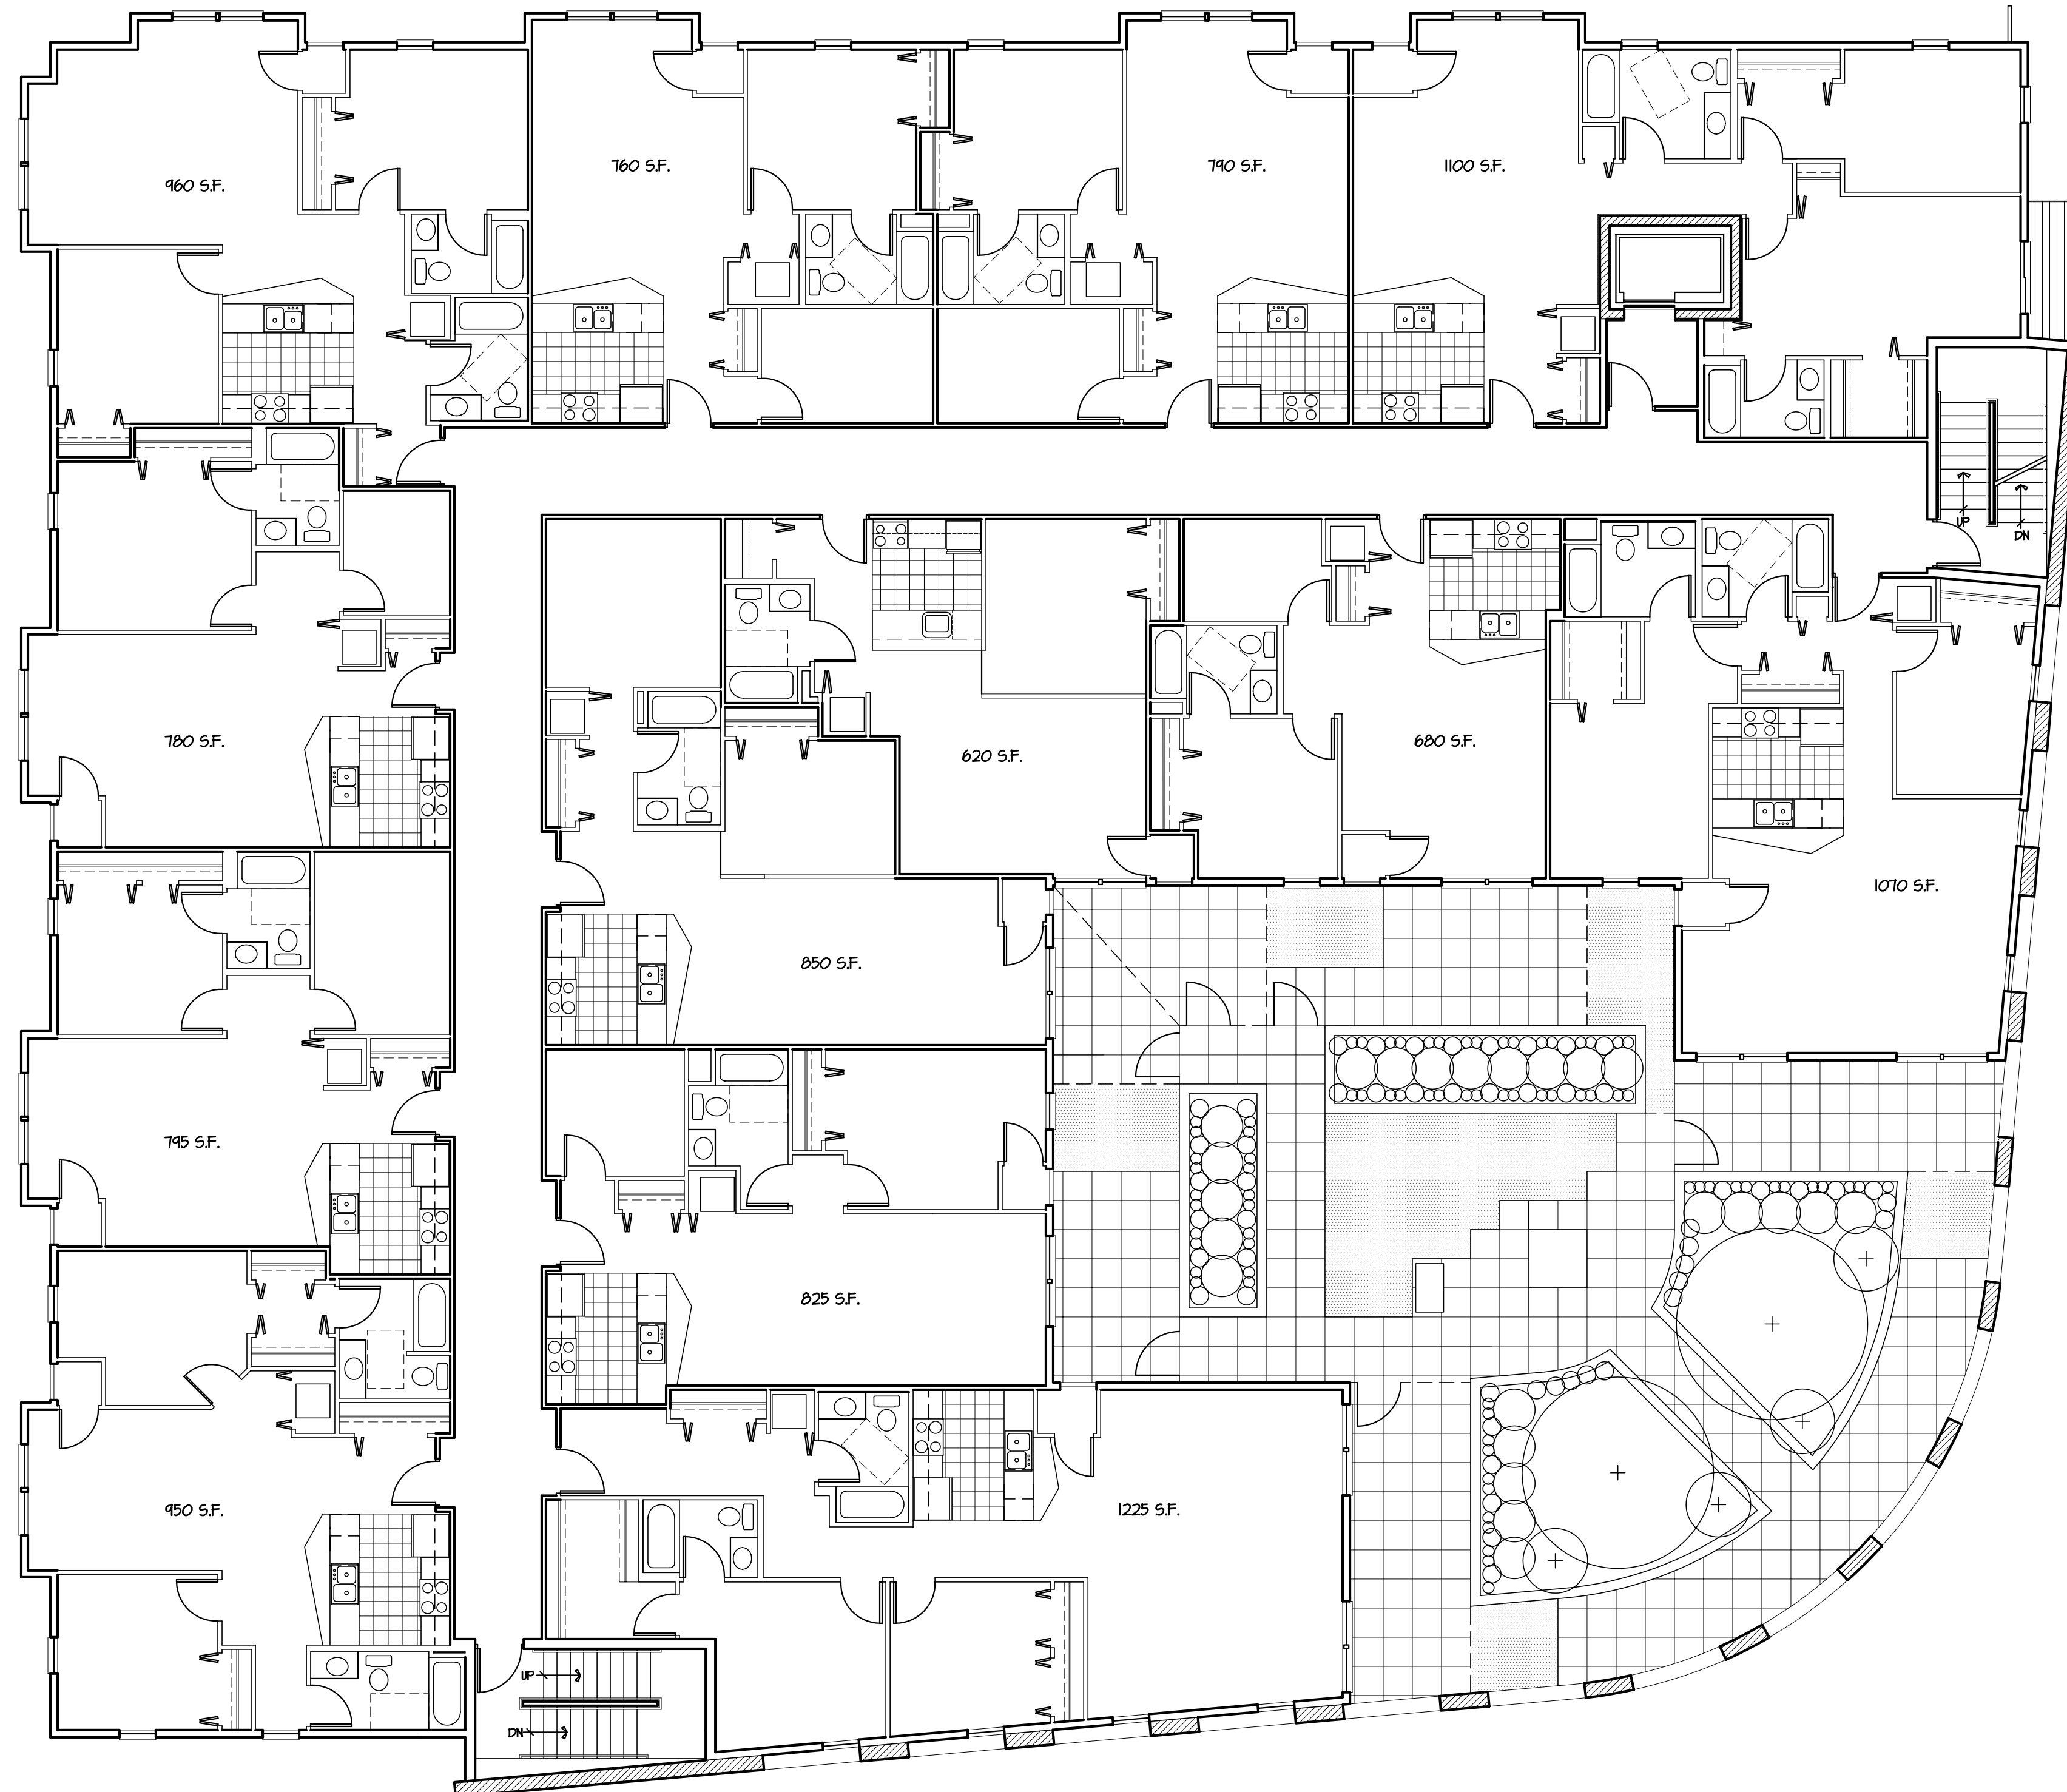 760 S.F.
790 S.F.
1100 S.F.
960 S.F.
UP
DN
780 S.F.
680 S.F.
620 S.F.
1070 S.F.
850 S.F.
795 S.F.
825 S.F.
950 S.F.
1225 S.F.
UP
DN